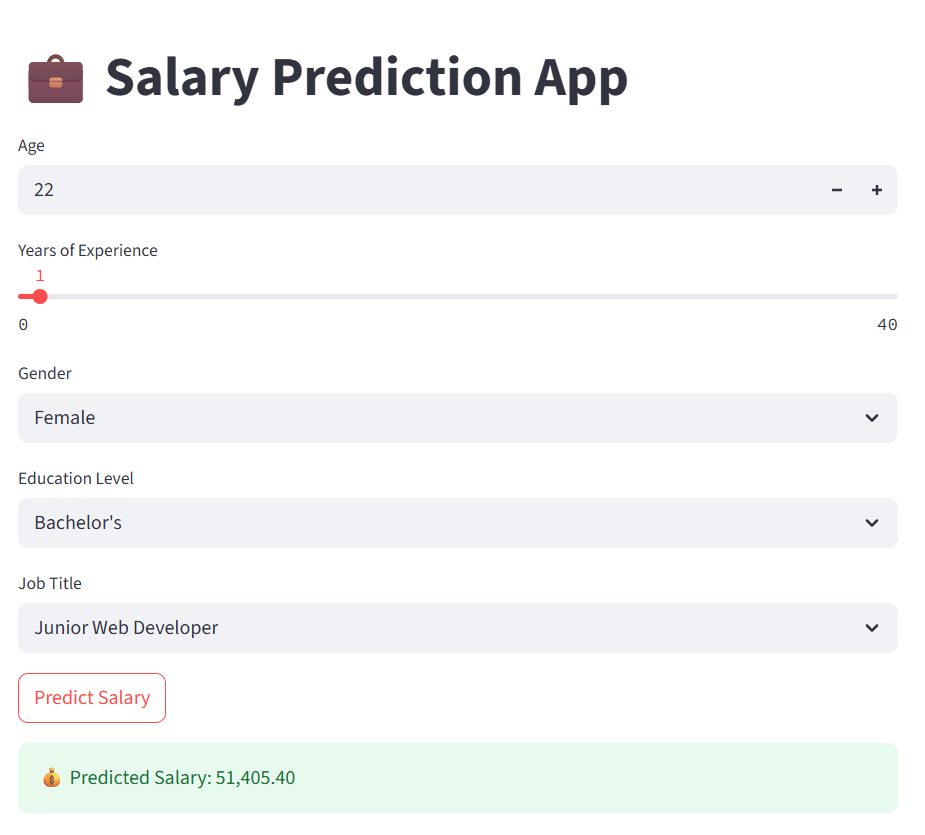 Salary Prediction App
Age
22
Years of Experience
1
0 40
Gender
Female
Education Level
Bachelor's
Job Title
Junior Web Developer
Predict Salary
Predicted Salary: 51,405.40